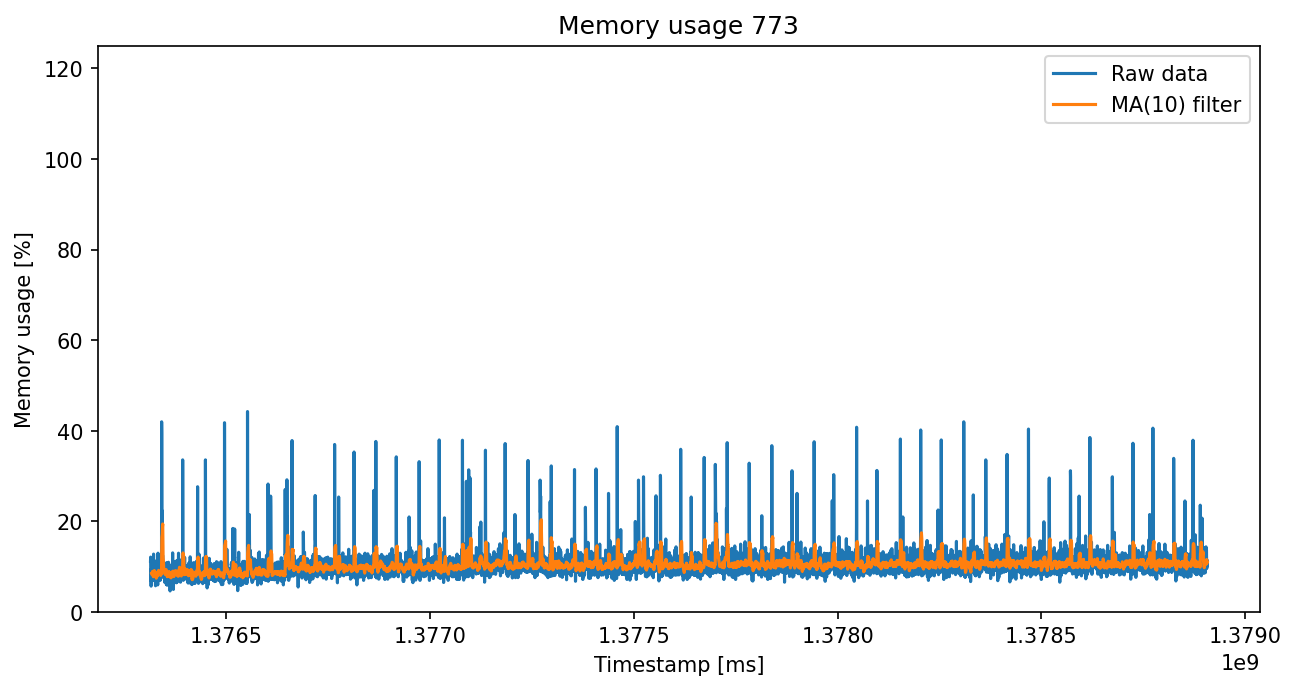 Memory usage 773
Raw data
MA(10) filter
Memory usage [%]
120
100
80
60
40
20
0
1.3765 1.3770 1.3775 1.3780 1.3785 1.3790
1e9
Timestamp [ms]